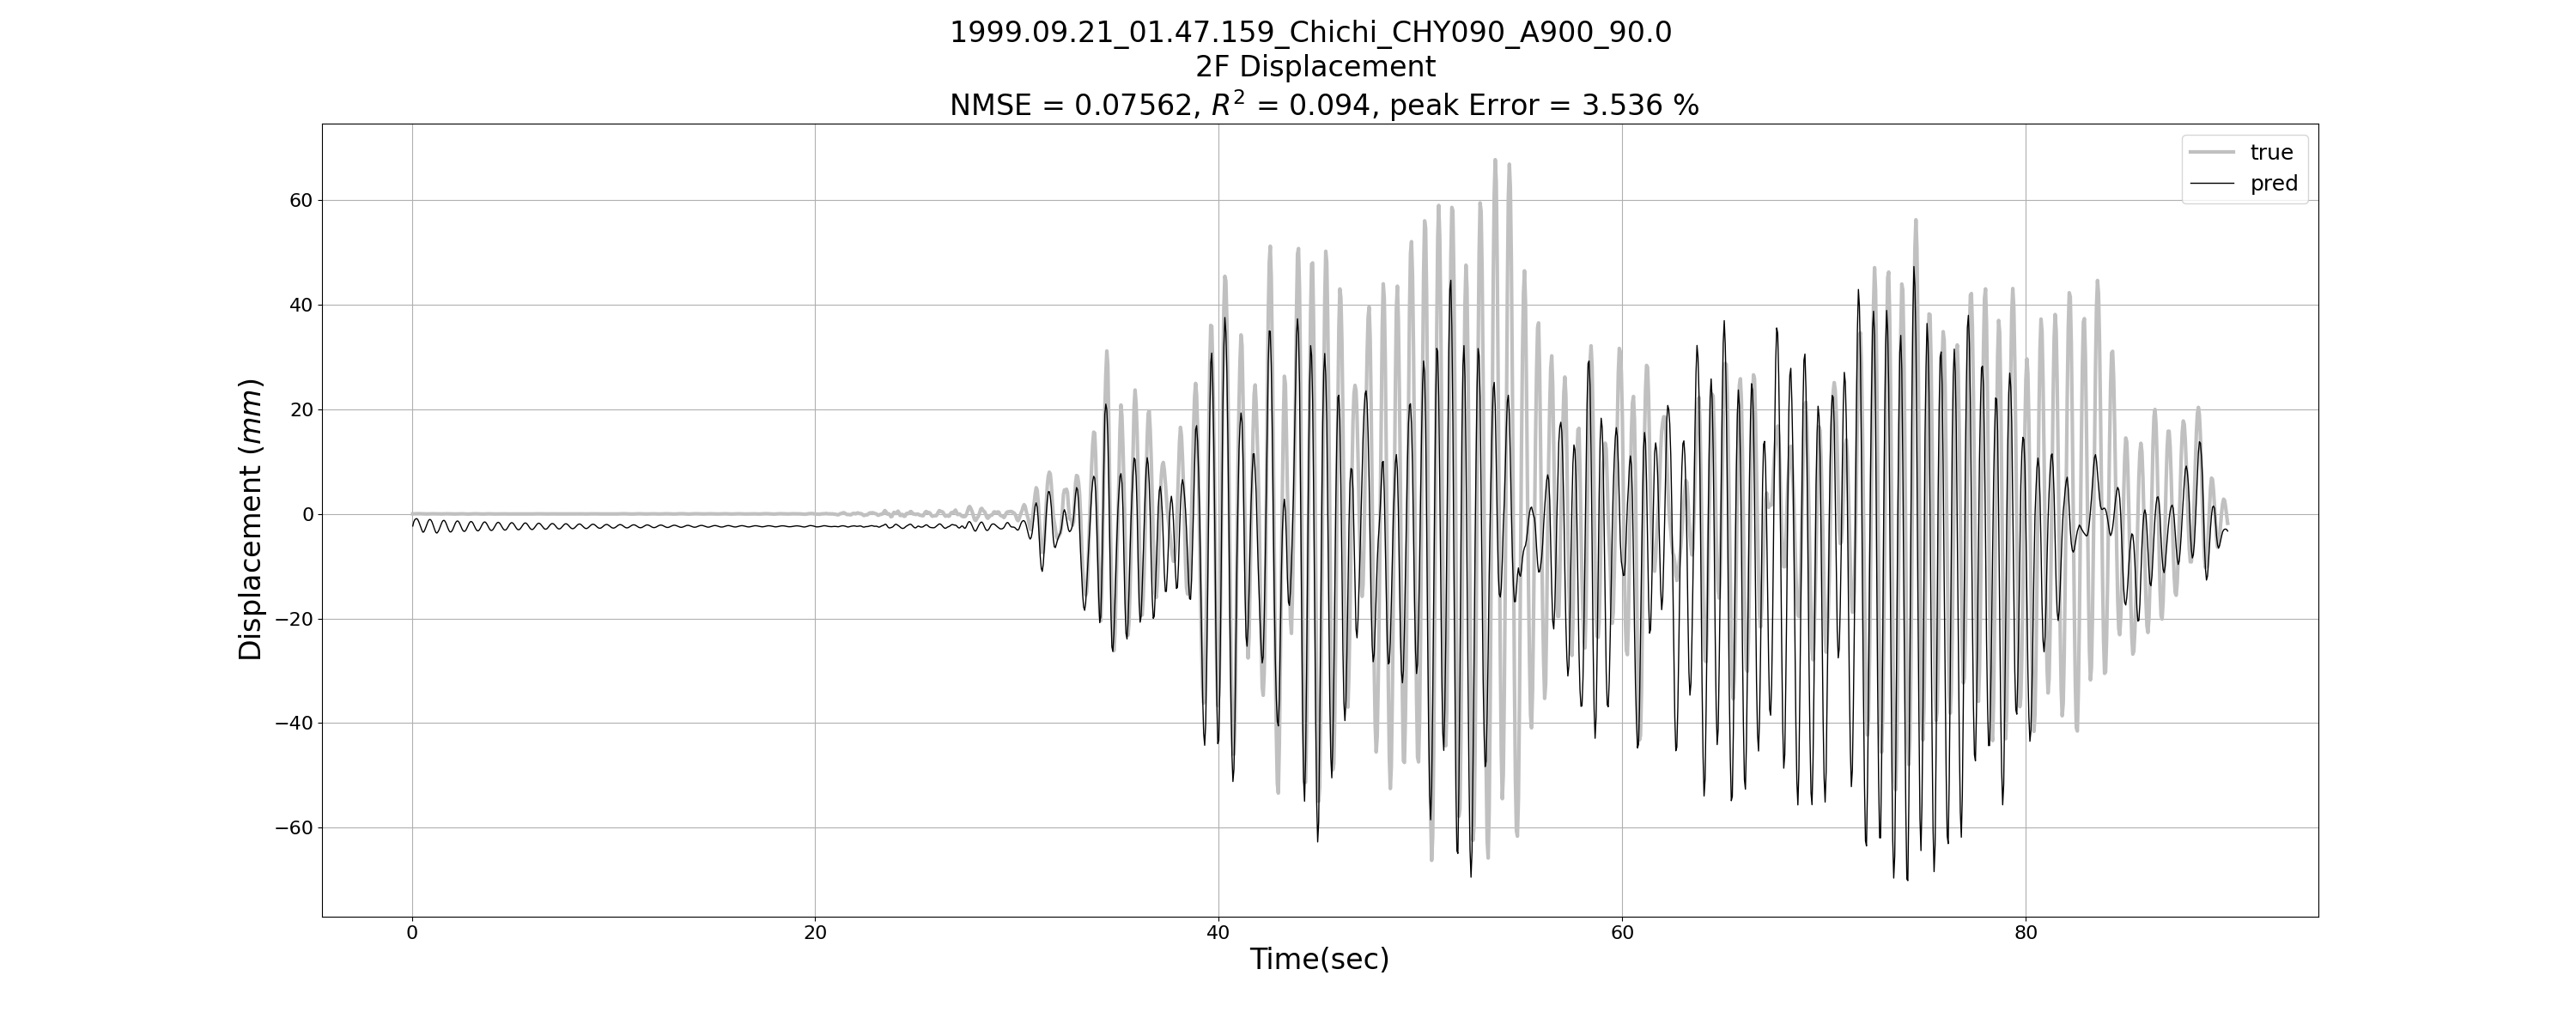 1999.09.21_01.47.159_Chichi_CHY090_A900_90.0
2F Displacement
NMSE = 0.07562, R² = 0.094, peak Error = 3.536 %
true
pred
Displacement (mm)
60
40
20
0
−20
−40
−60
0 20 40 60 80
Time(sec)